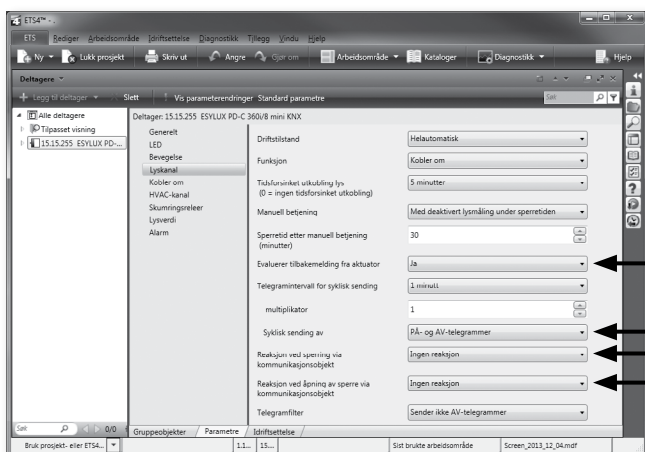 ETS4™ - .
ETS Rediger Arbeidsområde Idriftsettelse Diagnostikk Tillegg Vindu Hjelp
Ny Lukk prosjekt Skriv ut Angre Gjør om Arbeidsområde Kataloger Diagnostikk Hjelp
Deltagere
Legg til deltager Slett Vis parameterendringer Standard parametre Søk
Alle deltagere
Tilpasset visning
15.15.255 ESYLUX PD-...
Deltager: 15.15.255 ESYLUX PD-C 360i/8 mini KNX
Generelt
LED
Bevegelse
Lyskanal
Kobler om
HVAC-kanal
Skumringsreleer
Lysverdi
Alarm
Driftstilstand Helautomatisk
Funksjon Kobler om
Tidsforsinket utkobling lys 5 minutter
(0 = ingen tidsforsinket utkobling)
Manuell betjening Med deaktivert lysmåling under sperretiden
Sperretid etter manuell betjening 30
(minutter)
Evaluerer tilbakemelding fra aktuator Ja
Telegramintervall for syklisk sending 1 minutt
multiplikator 1
Syklisk sending av PÅ- og AV-telegrammer
Reaksjon ved sperring via Ingen reaksjon
kommunikasjonsobjekt
Reaksjon ved åpning av sperre via Ingen reaksjon
kommunikasjonsobjekt
Telegramfilter Sender ikke AV-telegrammer
Søk 0/0
Gruppeobjekter Parametre Idriftsettelse
Bruk prosjekt- eller ETS4... 1.1... 15.... Sist brukte arbeidsområde Screen_2013_12_04.mdf